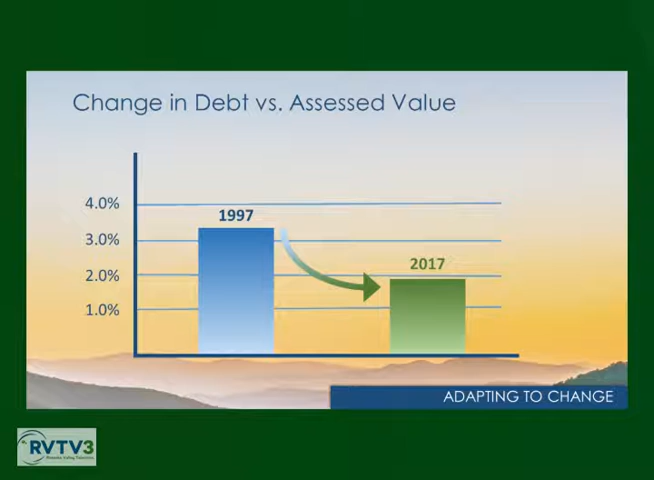 Change in Debt vs. Assessed Value
4.0%
1997
3.0%
2017
2.0%
1.0%
ADAPTING TO CHANGE
RVTV3